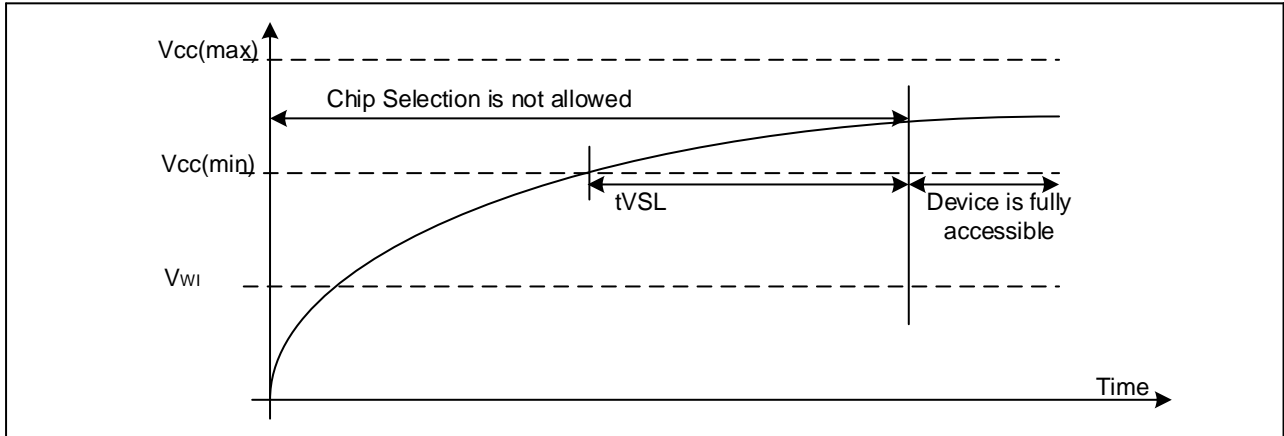 Vcc(max)
Chip Selection is not allowed
Vcc(min)
tVSL
Device is fully
accessible
VWI
Time